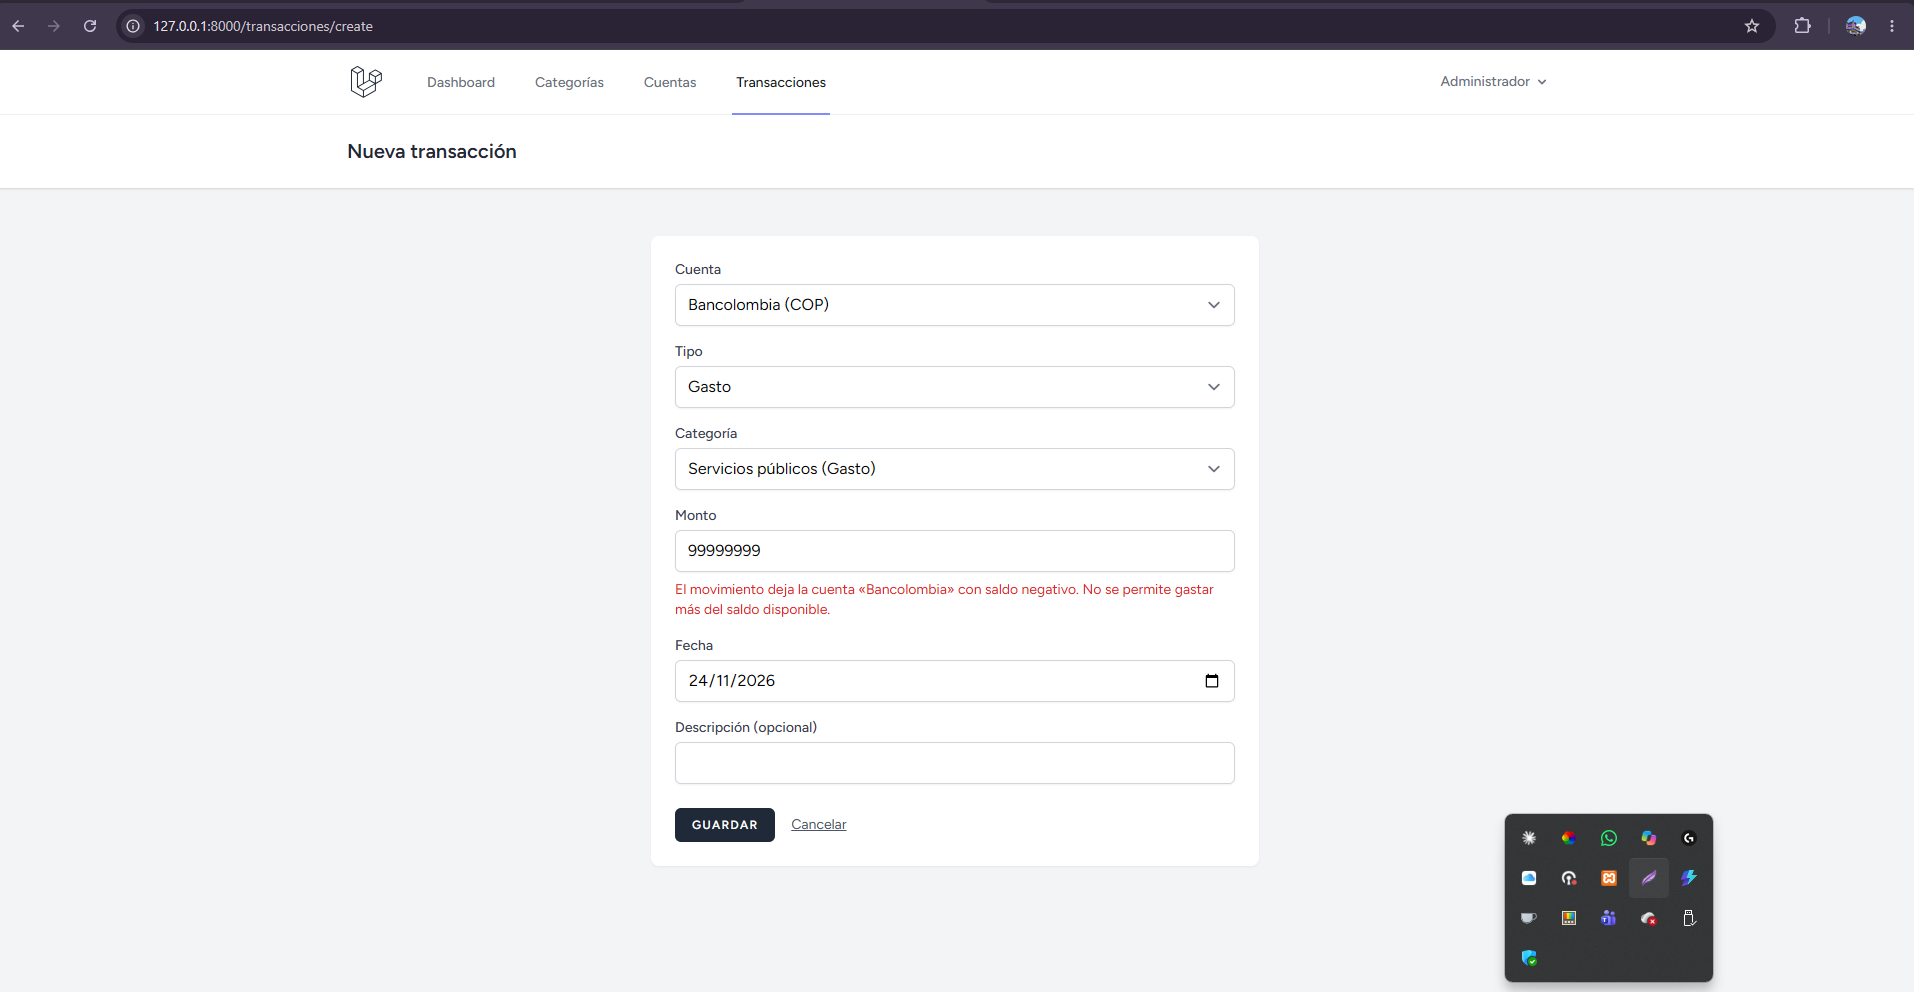 127.0.0.1:8000/transacciones/create
Dashboard Categorías Cuentas Transacciones Administrador
Nueva transacción
Cuenta
Bancolombia (COP)
Tipo
Gasto
Categoría
Servicios públicos (Gasto)
Monto
99999999
El movimiento deja la cuenta «Bancolombia» con saldo negativo. No se permite gastar
más del saldo disponible.
Fecha
24/11/2026
Descripción (opcional)
GUARDAR Cancelar